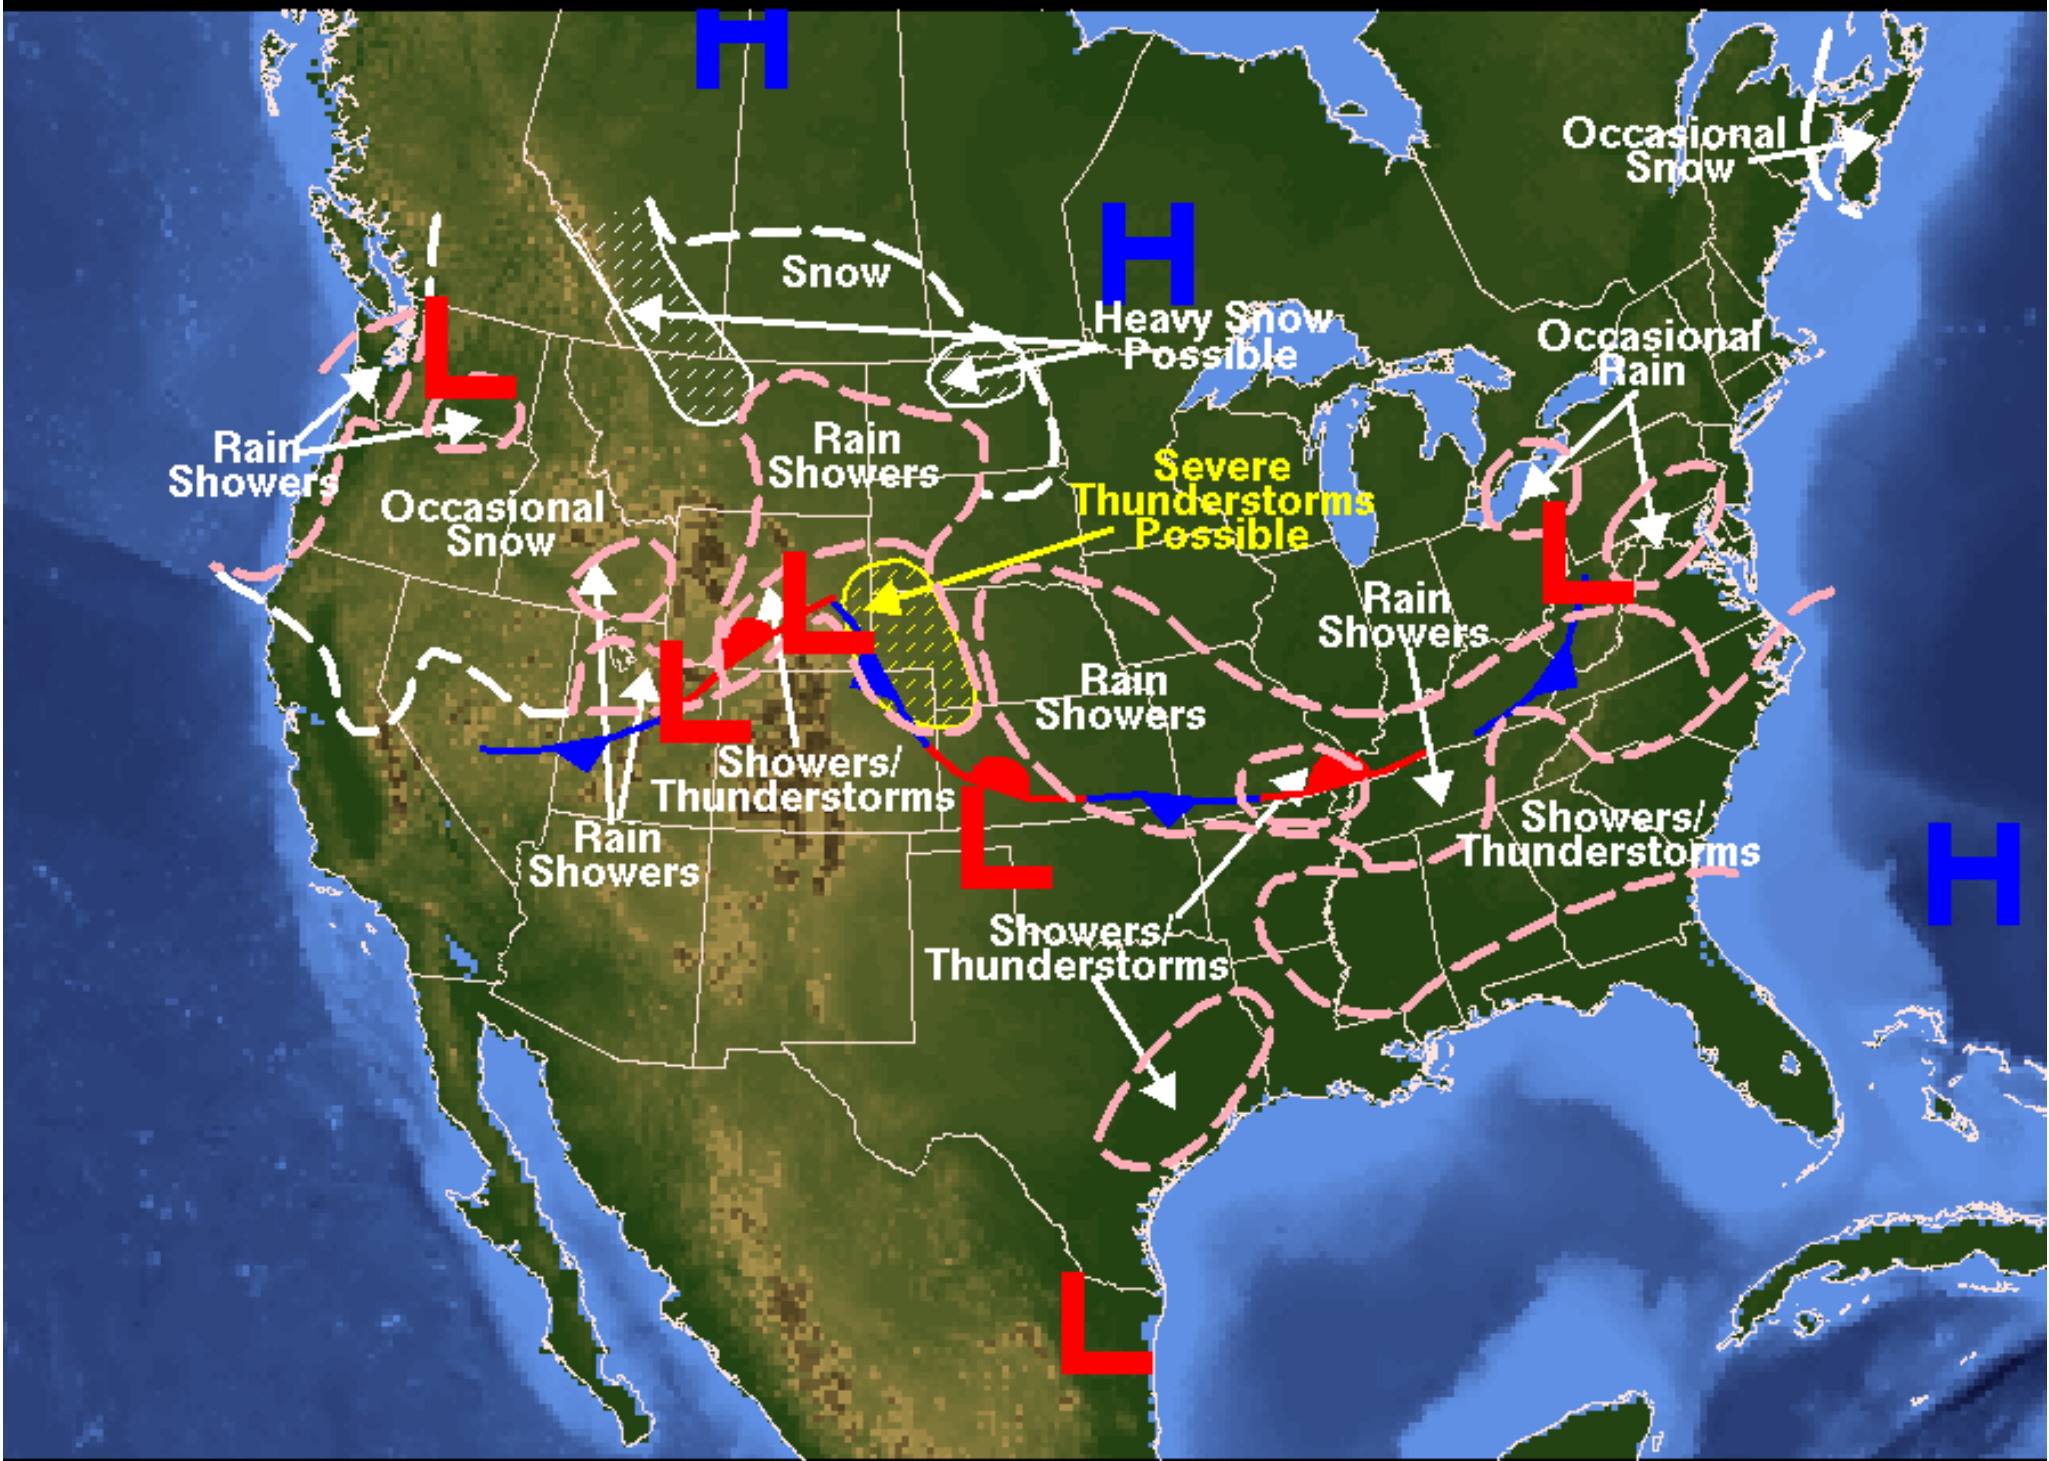 H
Occasional
Snow
H
Snow
Heavy Snow
Possible
L
Occasional
Rain
Rain
Showers
Rain
Showers
Severe
Thunderstorms
Possible
Occasional
Snow
L
L
Rain
Showers
L
Rain
Showers
Showers/
Thunderstorms
L
Showers/
Thunderstorms
Rain
Showers
H
Showers/
Thunderstorms
L